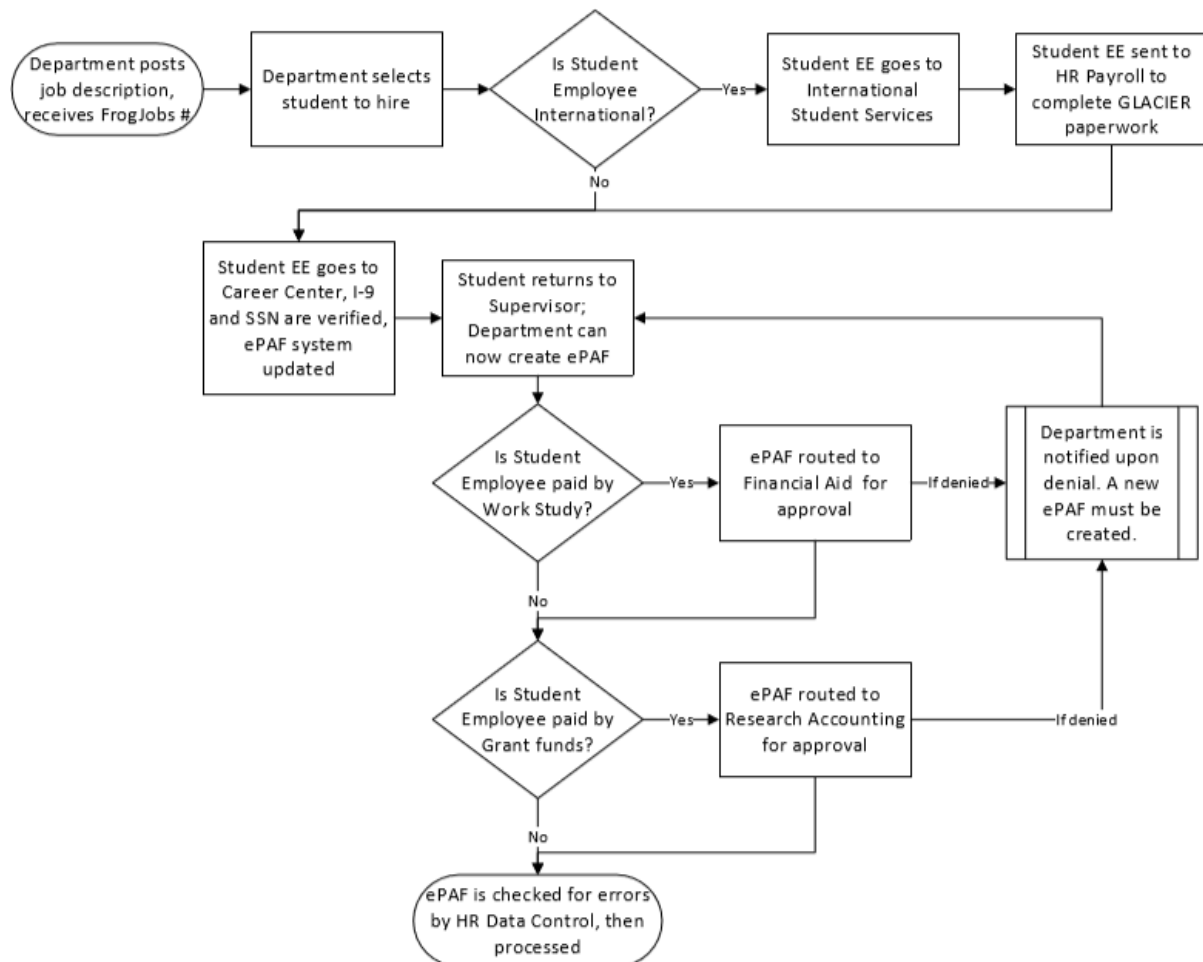 Department posts
job description,
receives FrogJobs #
Department selects
student to hire
Is Student
Employee
International?
Yes
Student EE goes to
International
Student Services
Student EE sent to
HR Payroll to
complete GLACIER
paperwork
No
Student EE goes to
Career Center, I-9
and SSN are verified,
ePAF system
updated
Student returns to
Supervisor;
Department can
now create ePAF
Is Student
Employee paid by
Work Study?
Yes
ePAF routed to
Financial Aid for
approval
If denied
Department is
notified upon
denial. A new
ePAF must be
created.
No
Is Student
Employee paid by
Grant funds?
Yes
ePAF routed to
Research Accounting
for approval
If denied
No
ePAF is checked for errors
by HR Data Control, then
processed